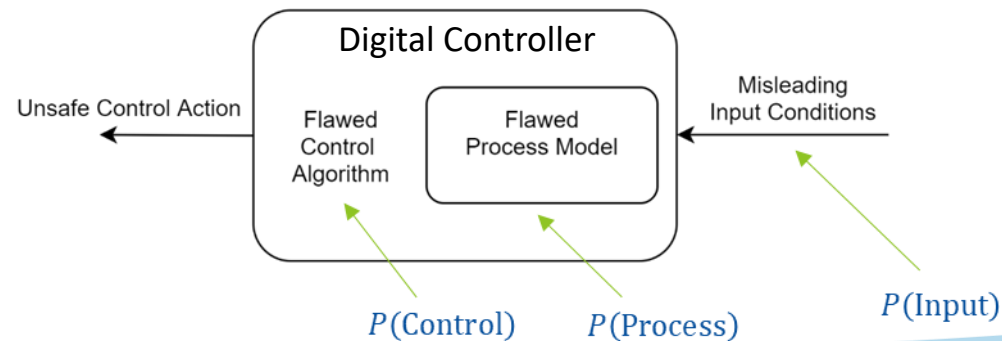 Digital Controller
Unsafe Control Action
Flawed
Control
Algorithm
Flawed
Process Model
Misleading
Input Conditions
P(Control)
P(Process)
P(Input)